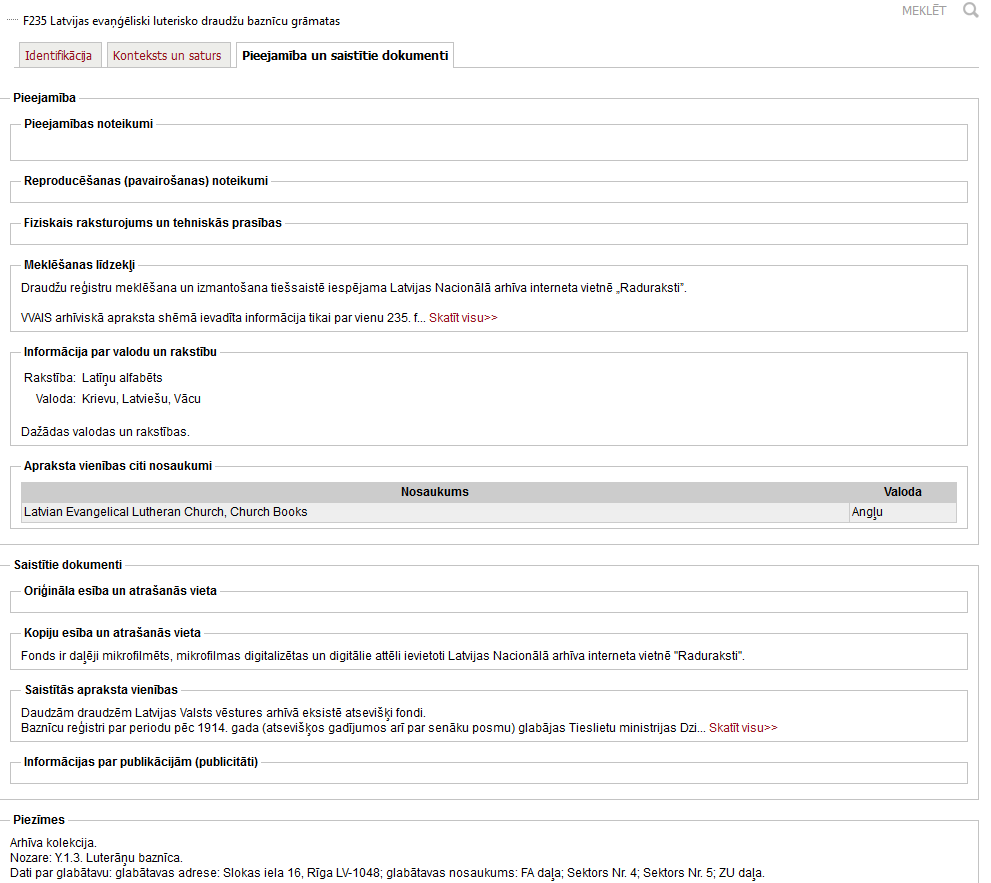 MEKLĒT
F235 Latvijas evaņģēliski luterisko draudžu baznīcu grāmatas
Identifikācija Konteksts un saturs Pieejamība un saistītie dokumenti
Pieejamība
Pieejamības noteikumi
Reproducēšanas (pavairošanas) noteikumi
Fiziskais raksturojums un tehniskās prasības
Meklēšanas līdzekļi
Draudžu reģistru meklēšana un izmantošana tiešsaistē iespējama Latvijas Nacionālā arhīva interneta vietnē „Raduraksti”.
VVAIS arhīviskā apraksta shēmā ievadīta informācija tikai par vienu 235. f... Skatīt visu>>
Informācija par valodu un rakstību
Rakstība: Latīņu alfabēts
Valoda: Krievu, Latviešu, Vācu
Dažādas valodas un rakstības.
Apraksta vienības citi nosaukumi
Nosaukums Valoda
Latvian Evangelical Lutheran Church, Church Books Angļu
Saistītie dokumenti
Oriģināla esība un atrašanās vieta
Kopiju esība un atrašanās vieta
Fonds ir daļēji mikrofilmēts, mikrofilmas digitalizētas un digitālie attēli ievietoti Latvijas Nacionālā arhīva interneta vietnē "Raduraksti".
Saistītās apraksta vienības
Daudzām draudzēm Latvijas Valsts vēstures arhīvā eksistē atsevišķi fondi.
Baznīcu reģistri par periodu pēc 1914. gada (atsevišķos gadījumos arī par senāku posmu) glabājas Tieslietu ministrijas Dzi... Skatīt visu>>
Informācijas par publikācijām (publicitāti)
Piezīmes
Arhīva kolekcija.
Nozare: Y.1.3. Luterāņu baznīca.
Dati par glabātavu: glabātavas adrese: Slokas iela 16, Rīga LV-1048; glabātavas nosaukums: FA daļa; Sektors Nr. 4; Sektors Nr. 5; ZU daļa.